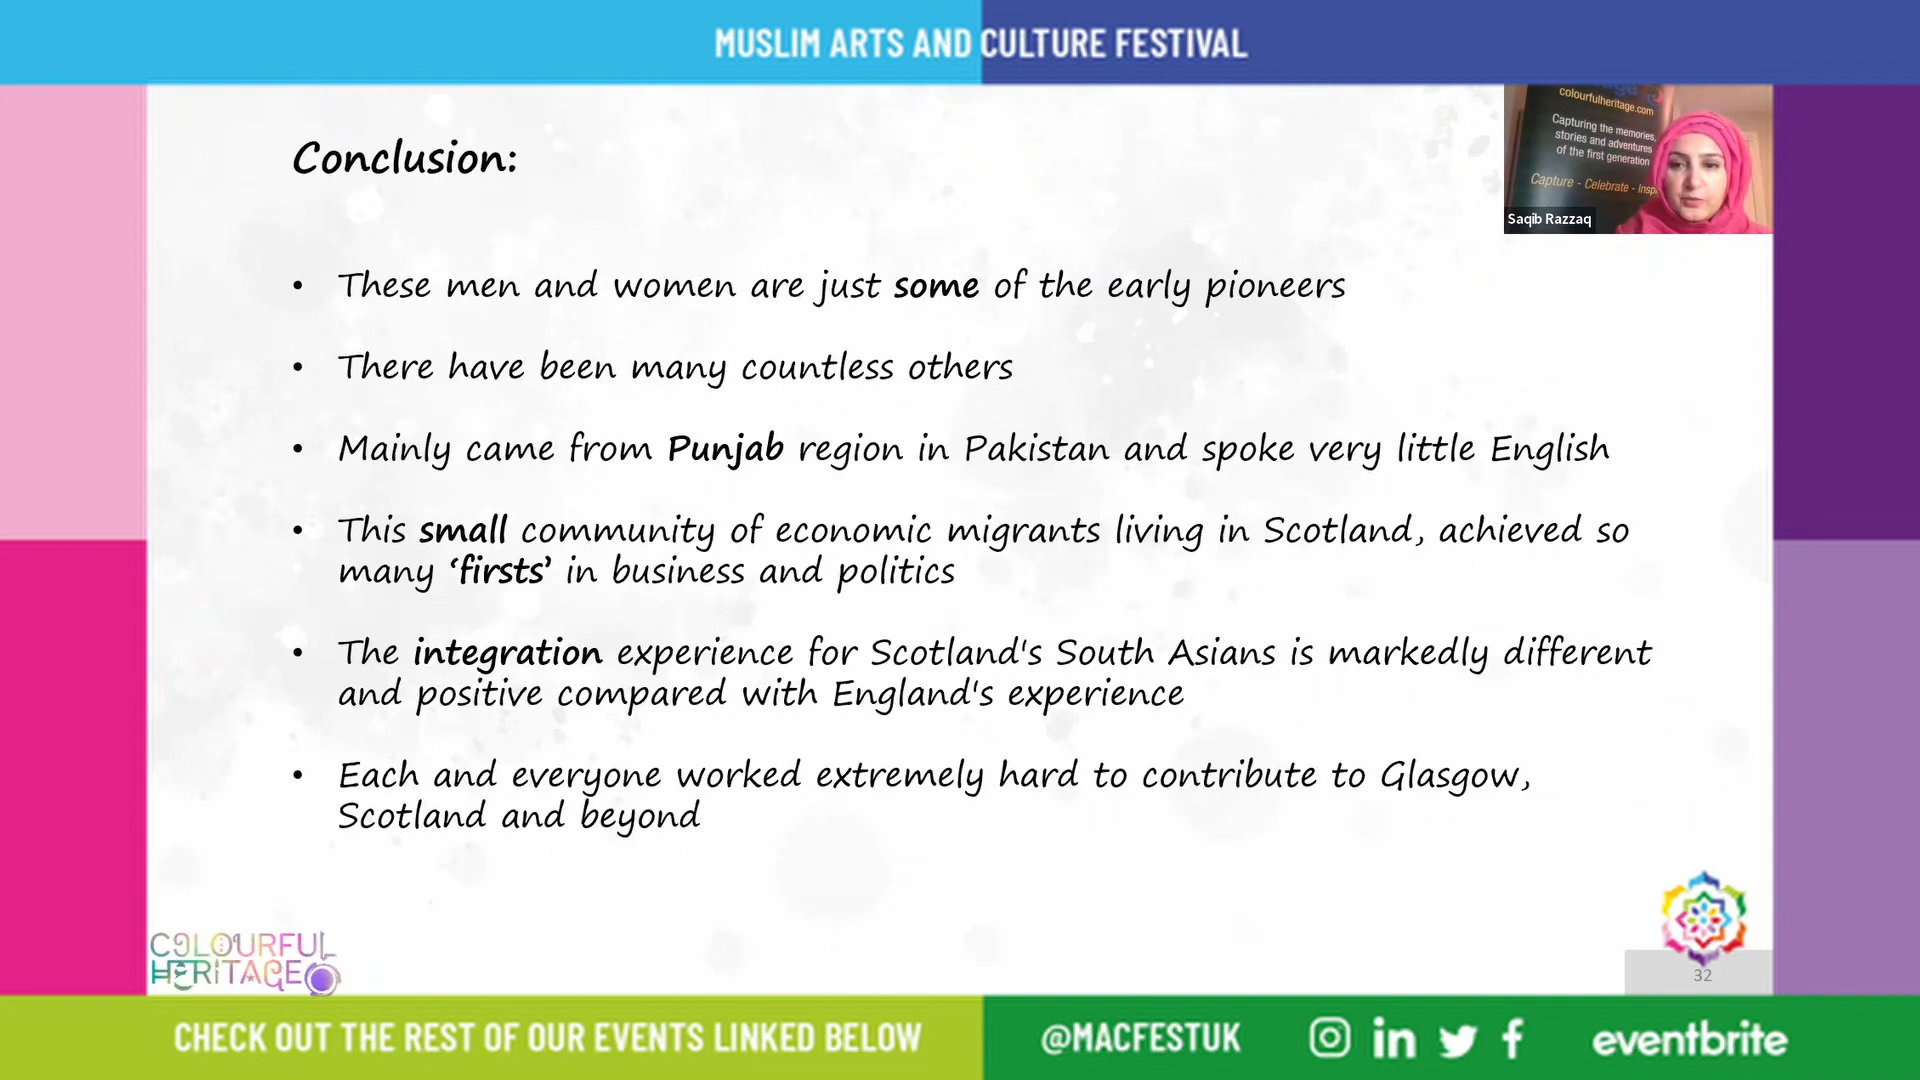 MUSLIM ARTS AND CULTURE FESTIVAL
colourfulheritage.com
Capturing the memories,
stories and adventures
of the first generation
Capture - Celebrate - Insp
Saqib Razzaq
Conclusion:
• These men and women are just some of the early pioneers
• There have been many countless others
• Mainly came from Punjab region in Pakistan and spoke very little English
• This small community of economic migrants living in Scotland, achieved so
many ‘firsts’ in business and politics
• The integration experience for Scotland's South Asians is markedly different
and positive compared with England's experience
• Each and everyone worked extremely hard to contribute to Glasgow,
Scotland and beyond
COLOURFUL
HERITAGE
32
CHECK OUT THE REST OF OUR EVENTS LINKED BELOW
@MACFESTUK
eventbrite